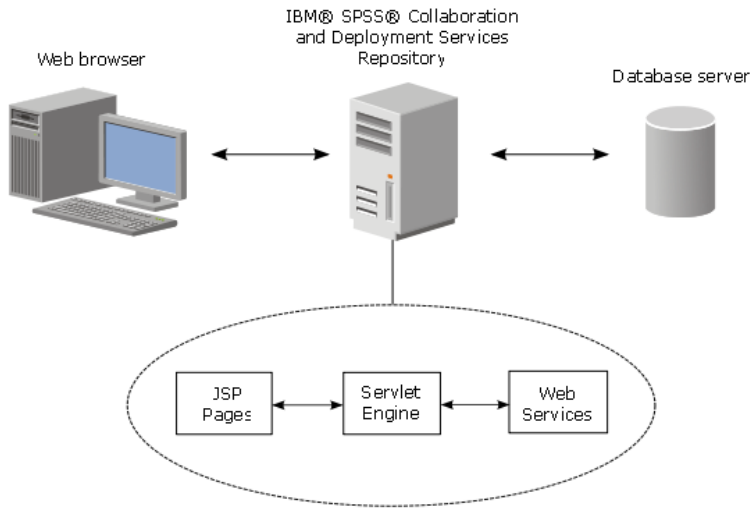 IBM® SPSS® Collaboration
and Deployment Services
Repository
Web browser
Database server
JSP
Pages
Servlet
Engine
Web
Services